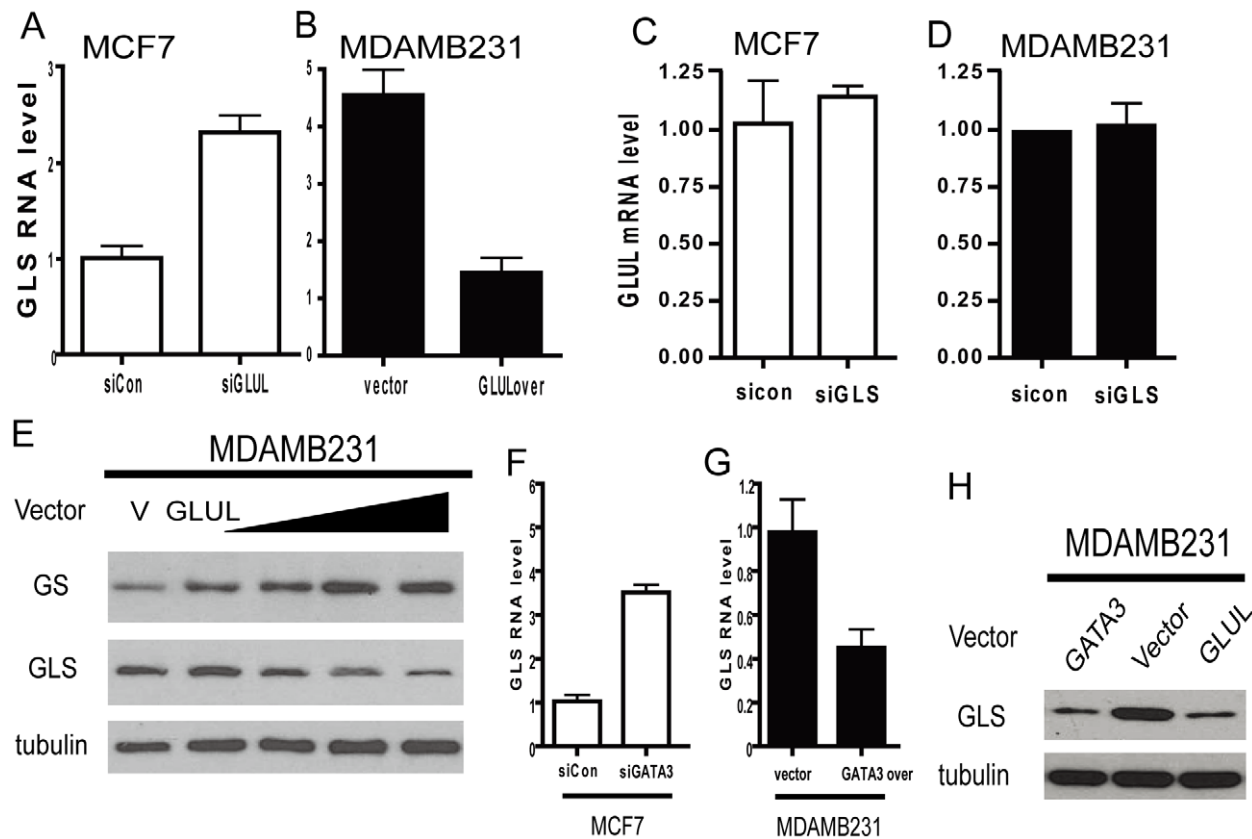 A
MCF7
GLS RNA level
3
2
1
0
siCon
siGLUL
B
MDAMB231
5
4
3
2
1
0
vector
GLULover
C
MCF7
GLUL mRNA level
1.25
1.00
0.75
0.50
0.25
0.00
sicon
siGLS
D
MDAMB231
1.25
1.00
0.75
0.50
0.25
0.00
sicon
siGLS
E
MDAMB231
Vector
V GLUL
GS
GLS
tubulin
F
GLS RNA level
6
5
4
3
2
1
0
siCon
siGATA3
MCF7
G
GLS RNA level
1.2
1.0
0.8
0.6
0.4
0.2
0
vector
GATA3 over
MDAMB231
H
MDAMB231
Vector
GATA3
Vector
GLUL
GLS
tubulin